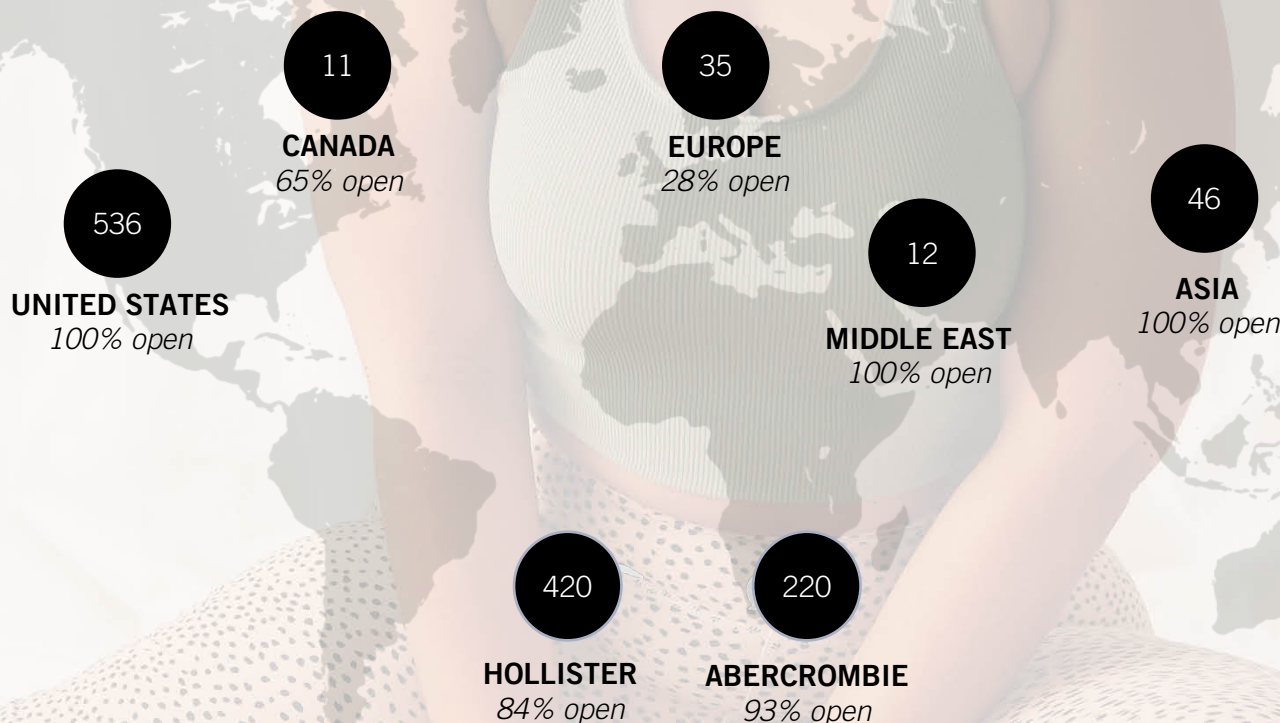 11
CANADA
65% open
35
EUROPE
28% open
536
UNITED STATES
100% open
12
MIDDLE EAST
100% open
46
ASIA
100% open
420
HOLLISTER
84% open
220
ABERCROMBIE
93% open